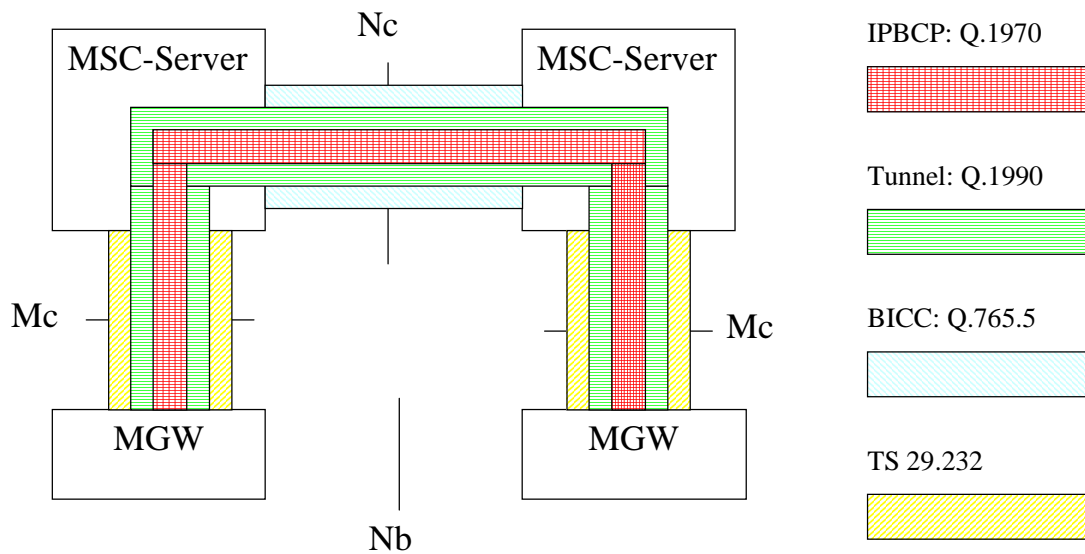 Nc
IPBCP: Q.1970
MSC-Server
MSC-Server
Tunnel: Q.1990
Mc
Mc
BICC: Q.765.5
MGW
MGW
TS 29.232
Nb